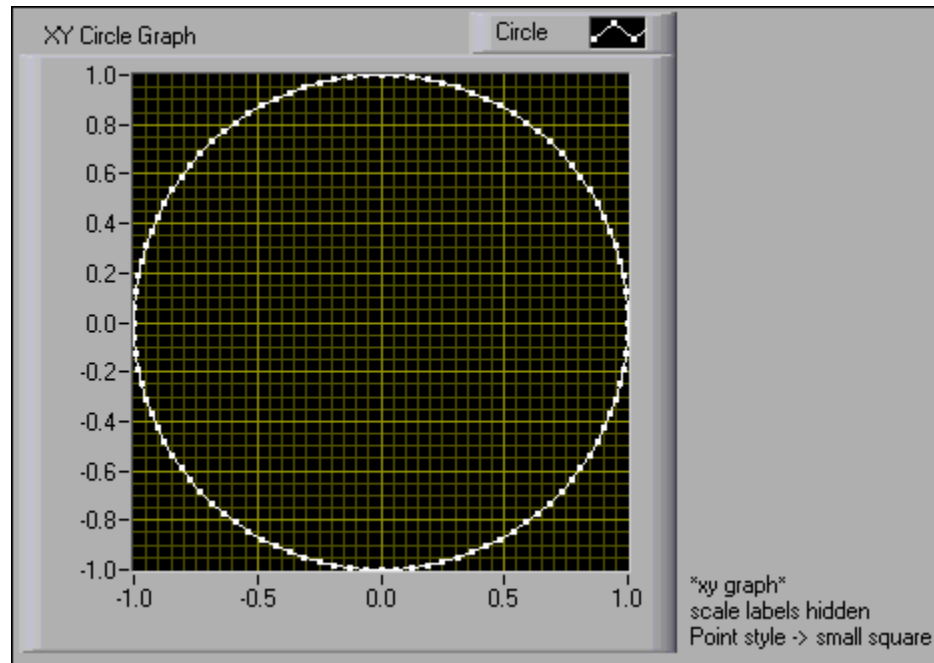 XY Circle Graph
Circle
1.0
0.8
0.6
0.4
0.2
0.0
-0.2
-0.4
-0.6
-0.8
-1.0
-1.0 -0.5 0.0 0.5 1.0
*xy graph*
scale labels hidden
Point style -> small square